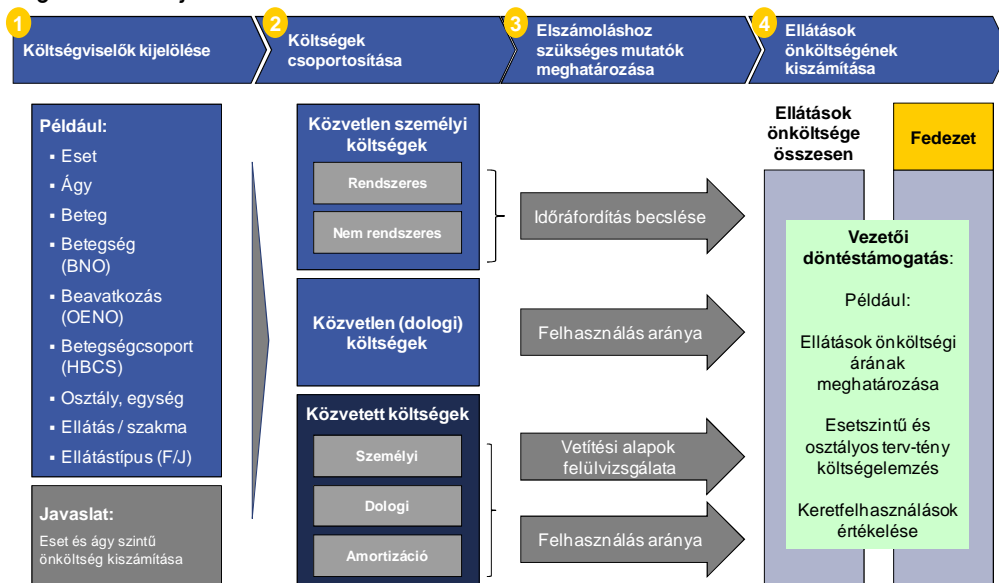 1
Költségviselők kijelölése
2
Költségek
csoportosítása
3
Elszámoláshoz
szükséges mutatók
meghatározása
4
Ellátások
önköltségének
kiszámítása
Például:
▪ Eset
▪ Ágy
▪ Beteg
▪ Betegség
(BNO)
▪ Beavatkozás
(OENO)
▪ Betegségcsoport
(HBCS)
▪ Osztály, egység
▪ Ellátás / szakma
▪ Ellátástípus (F/J)
Javaslat:
Eset és ágy szintű
önköltség kiszámítása
Közvetlen személyi
költségek
Rendszeres
Nem rendszeres
Közvetlen (dologi)
költségek
Közvetett költségek
Személyi
Dologi
Amortizáció
Időráfordítás becslése
Felhasználás aránya
Vetítési alapok
felülvizsgálata
Felhasználás aránya
Ellátások
önköltsége
összesen
Fedezet
Vezetői
döntéstámogatás:
Például:
Ellátások önköltségi
árának
meghatározása
Esetszintű és
osztályos terv-tény
költségelemzés
Keretfelhasználások
értékelése